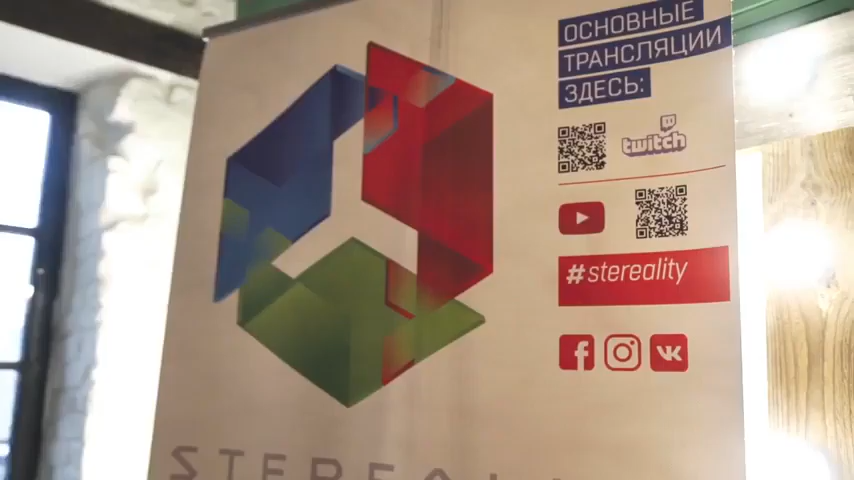 ОСНОВНЫЕ
ТРАНСЛЯЦИИ
ЗДЕСЬ:
twitch
#stereality